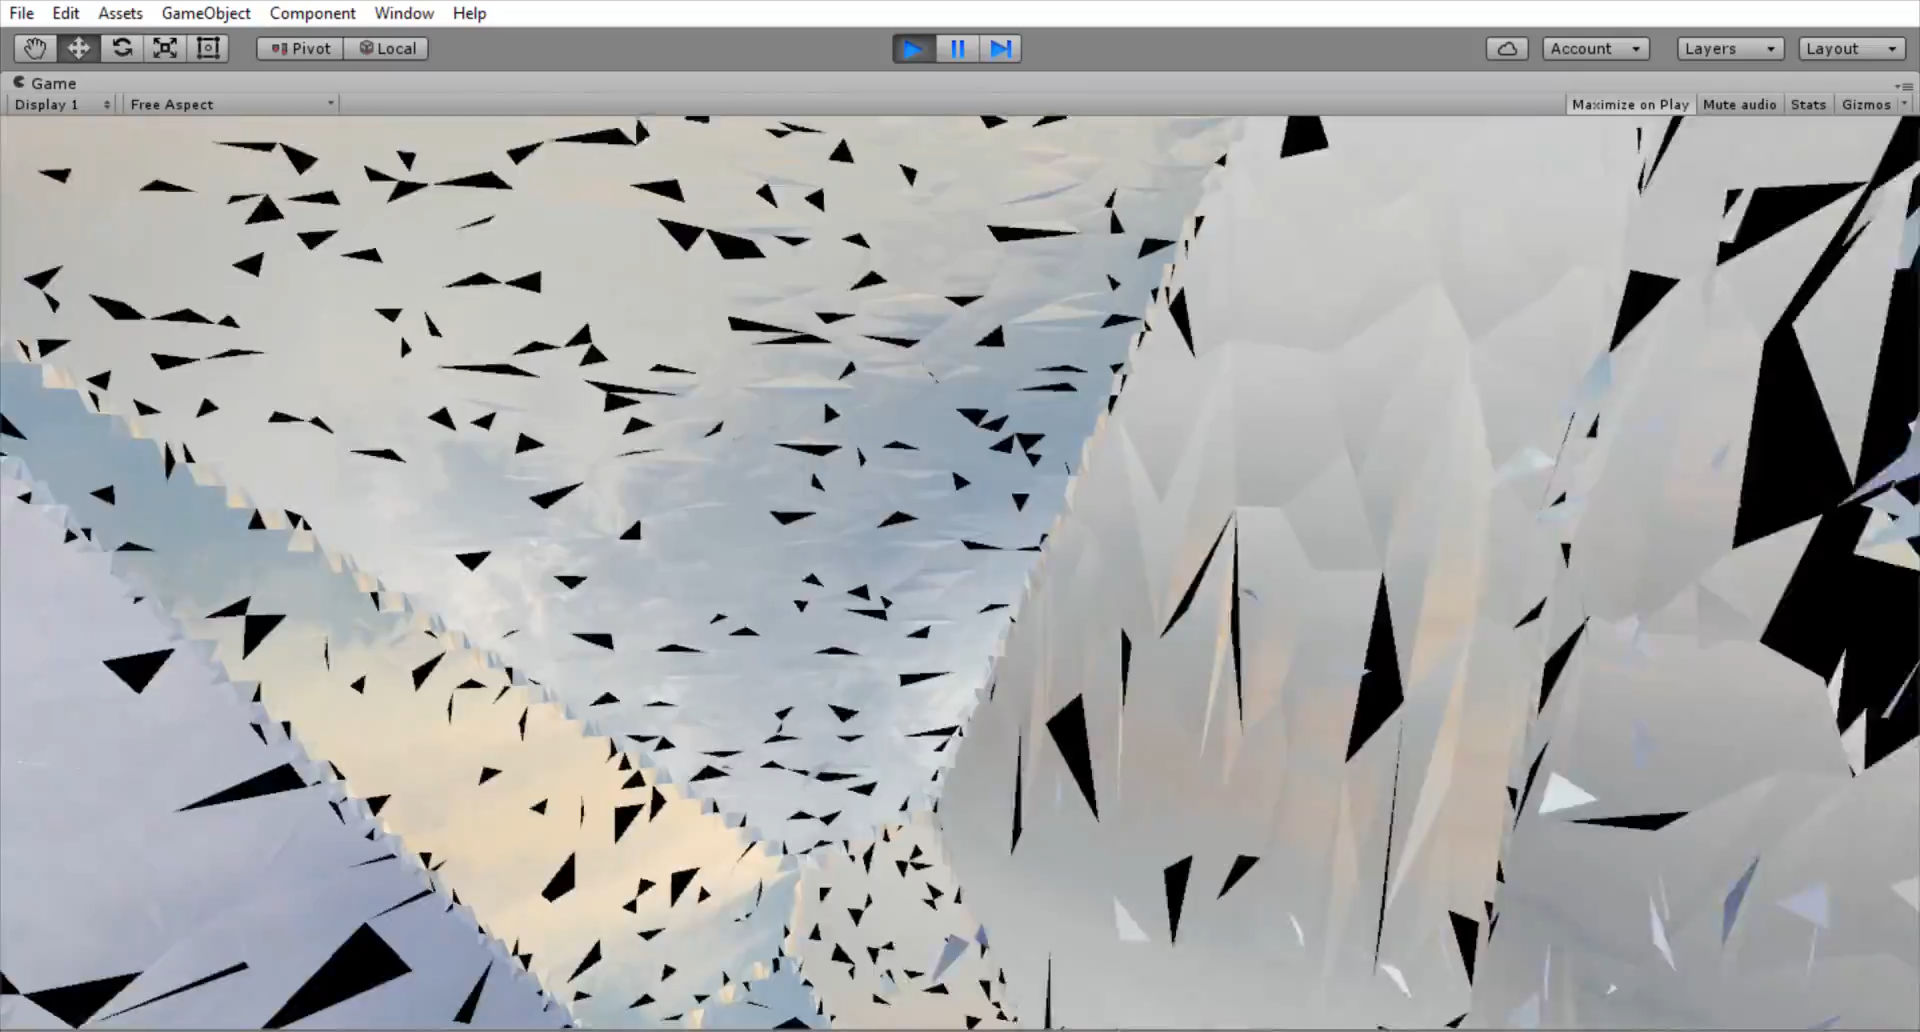 File Edit Assets GameObject Component Window Help
Pivot Local Account Layers Layout
Game
Display 1 Free Aspect Maximize on Play Mute audio Stats Gizmos